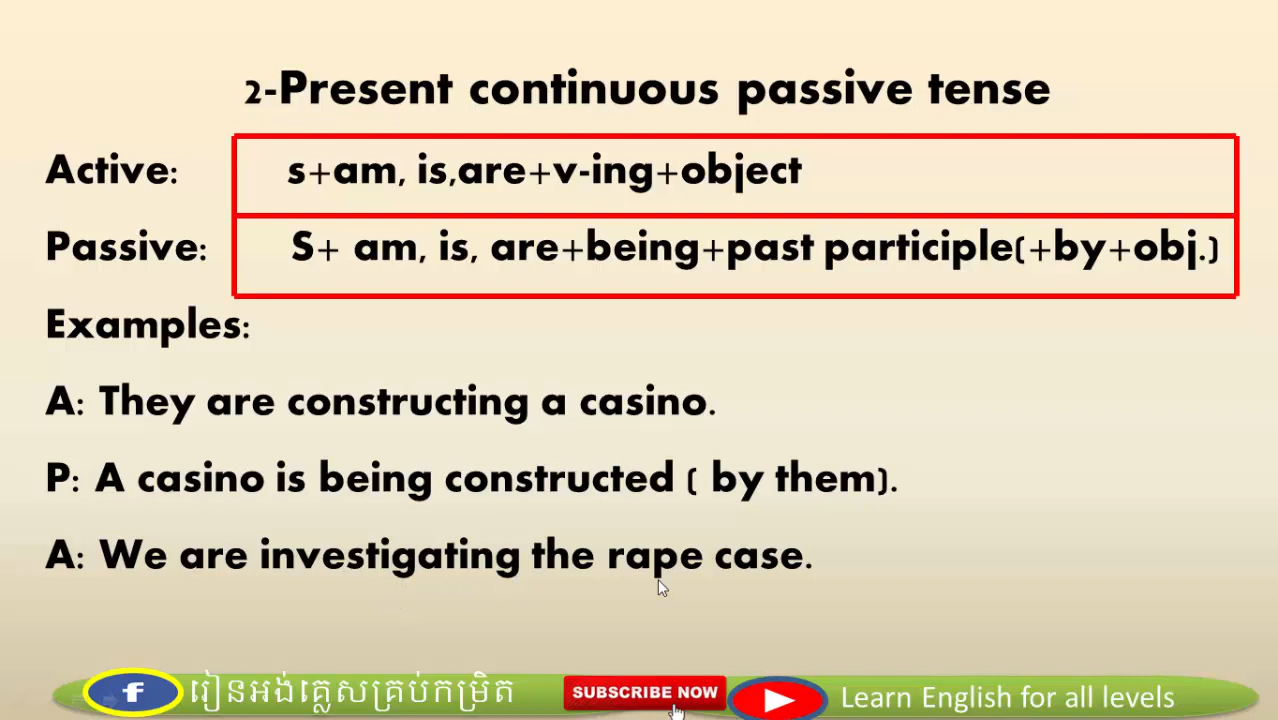 2-Present continuous passive tense
Active: s+am, is,are+v-ing+object
Passive: S+ am, is, are+being+past participle(+by+obj.)
Examples:
A: They are constructing a casino.
P: A casino is being constructed ( by them).
A: We are investigating the rape case.
f រៀនអង់គ្លេសគ្រប់កម្រិត SUBSCRIBE NOW Learn English for all levels